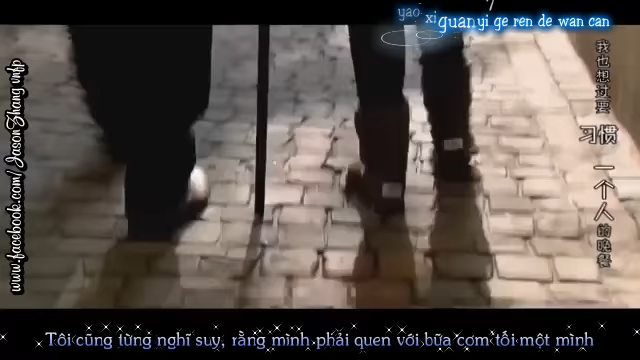 yao xi guan yi ge ren de wan can
我也想过要
习惯
一个人
的晚餐
www.facebook.com/JasonZhang vnfp
Tôi cũng từng nghĩ suy, rằng mình phải quen với bữa cơm tối một mình